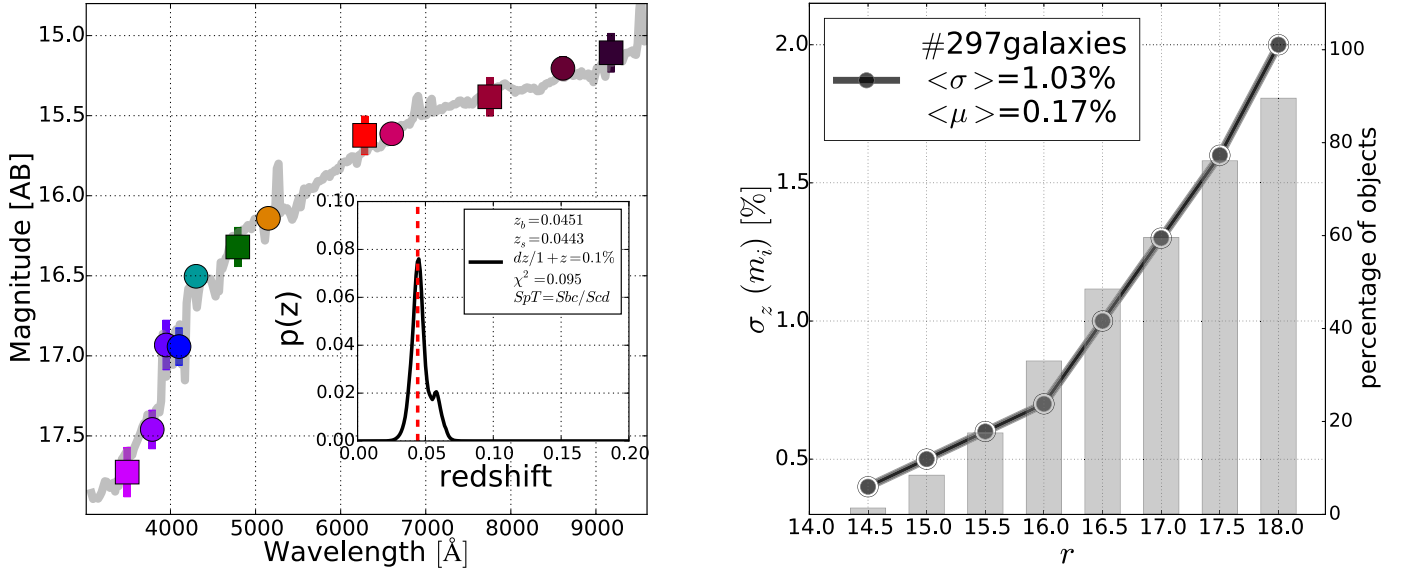 15.0
15.5
16.0
16.5
17.0
17.5
Magnitude [AB]
4000 5000 6000 7000 8000 9000
Wavelength [Å]
0.10
0.08
0.06
0.04
0.02
0.00
p(z)
0.00 0.05 0.10 0.15 0.20
redshift
z_b=0.0451
z_s=0.0443
dz/1+z=0.1%
χ²=0.095
SpT=Sbc/Scd
#297galaxies
<σ>=1.03%
<μ>=0.17%
2.0
1.5
1.0
0.5
σ_z (m_i) [%]
14.0 14.5 15.0 15.5 16.0 16.5 17.0 17.5 18.0
r
100
80
60
40
20
0
percentage of objects